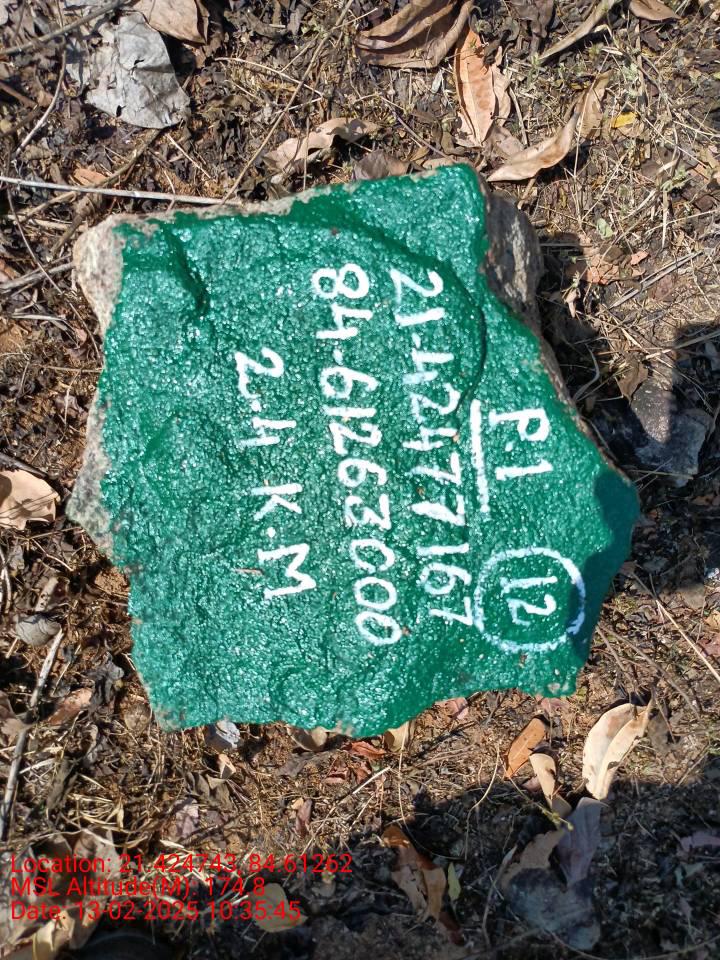 P.1 12
21.42477167
84.61263000
2.4 K.M
Location: 21.424743, 84.61262
MSL Altitude(M): 174.8
Date: 13-02-2025 10:35:45